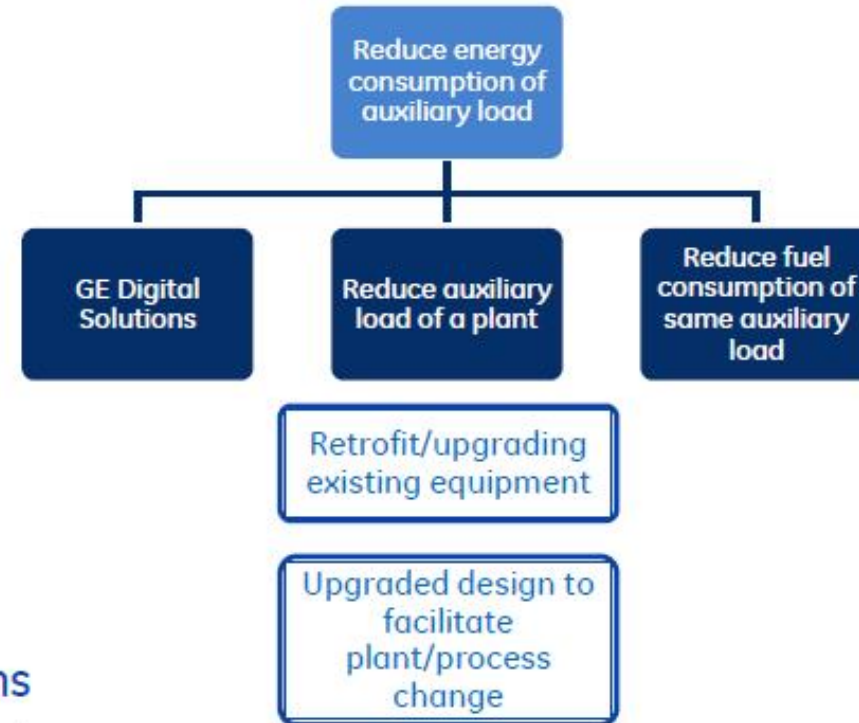 Reduce energy
consumption of
auxiliary load
GE Digital
Solutions
Reduce auxiliary
load of a plant
Reduce fuel
consumption of
same auxiliary
load
Retrofit/upgrading
existing equipment
Upgraded design to
facilitate
plant/process
change